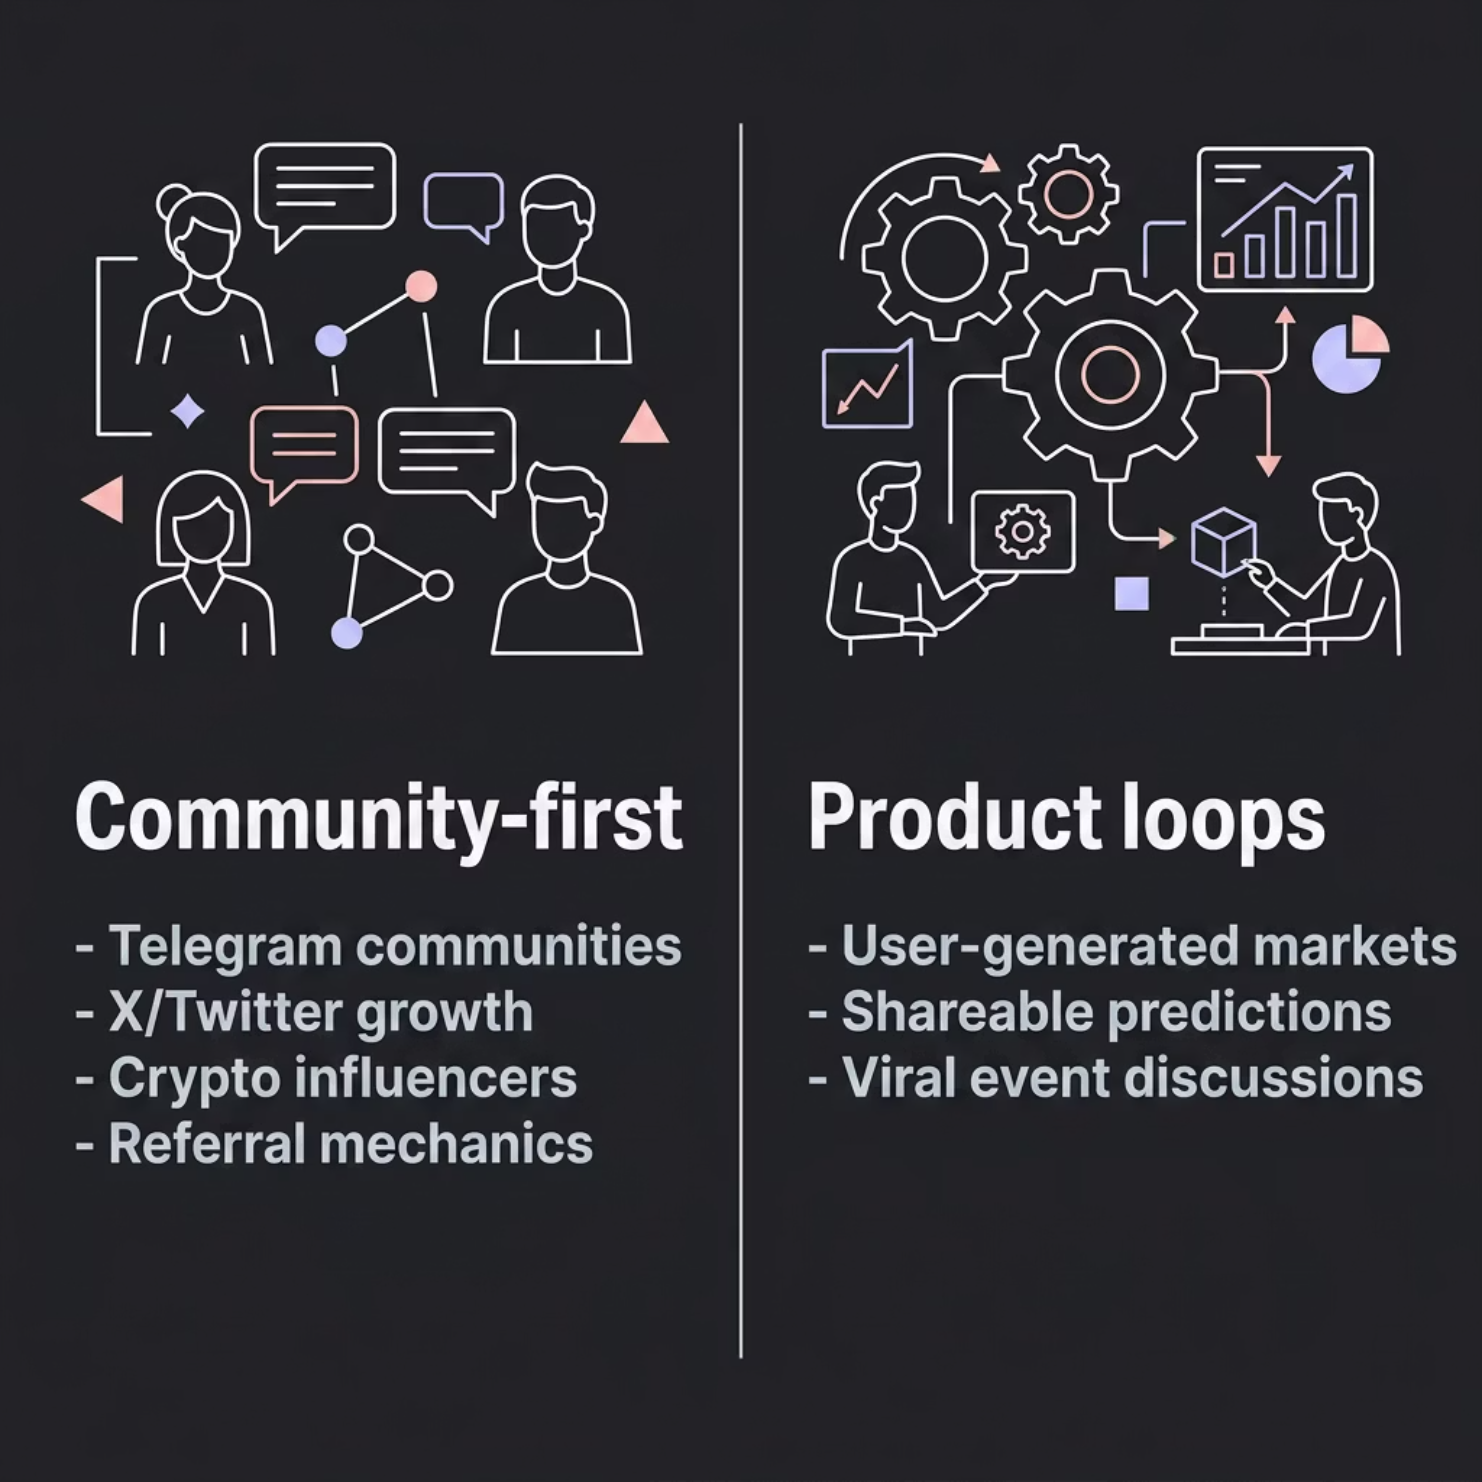 Community-first
- Telegram communities
- X/Twitter growth
- Crypto influencers
- Referral mechanics
Product loops
- User-generated markets
- Shareable predictions
- Viral event discussions